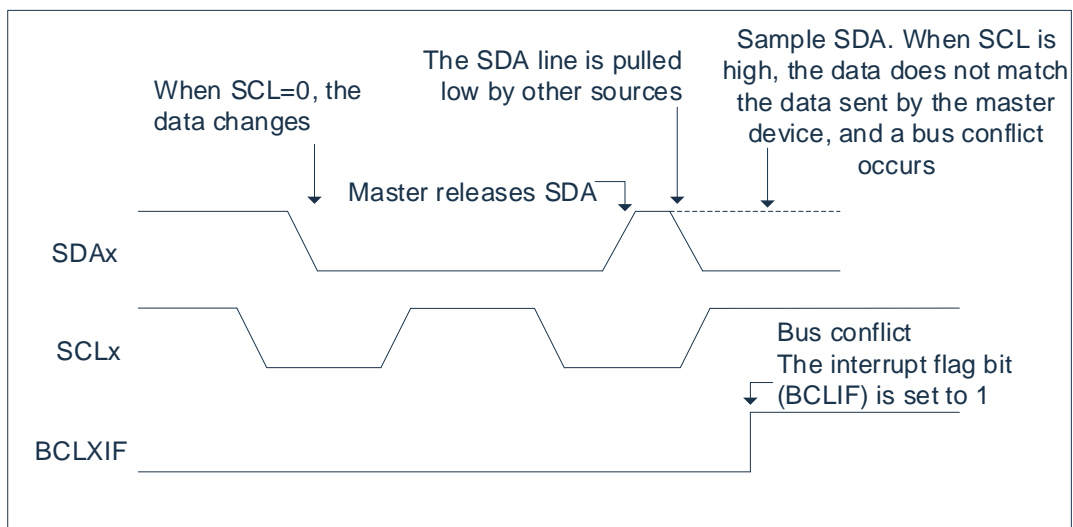 When SCL=0, the
data changes
The SDA line is pulled
low by other sources
Sample SDA. When SCL is
high, the data does not match
the data sent by the master
device, and a bus conflict
occurs
Master releases SDA
SDAx
SCLx
Bus conflict
The interrupt flag bit
(BCLIF) is set to 1
BCLXIF